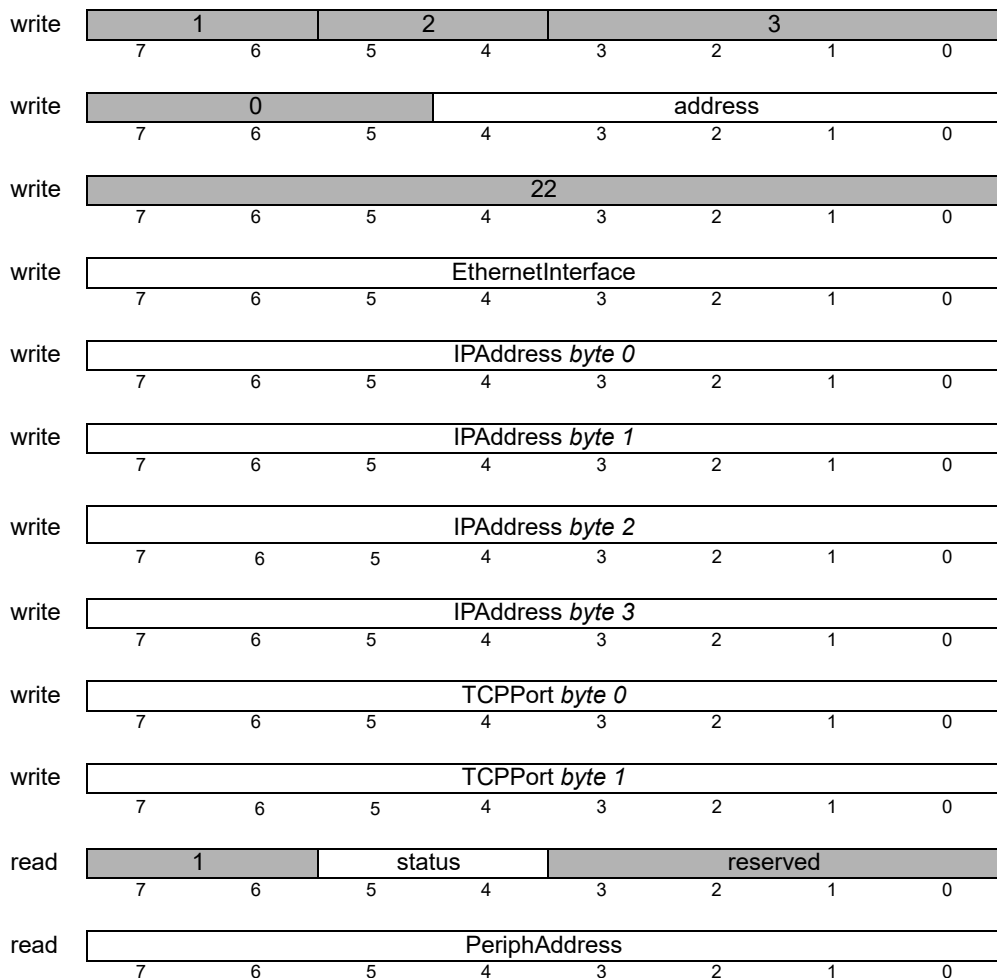 write 1 2 3
7 6 5 4 3 2 1 0
write 0 address
7 6 5 4 3 2 1 0
write 22
7 6 5 4 3 2 1 0
write EthernetInterface
7 6 5 4 3 2 1 0
write IPAddress byte 0
7 6 5 4 3 2 1 0
write IPAddress byte 1
7 6 5 4 3 2 1 0
write IPAddress byte 2
7 6 5 4 3 2 1 0
write IPAddress byte 3
7 6 5 4 3 2 1 0
write TCPPort byte 0
7 6 5 4 3 2 1 0
write TCPPort byte 1
7 6 5 4 3 2 1 0
read 1 status reserved
7 6 5 4 3 2 1 0
read PeriphAddress
7 6 5 4 3 2 1 0